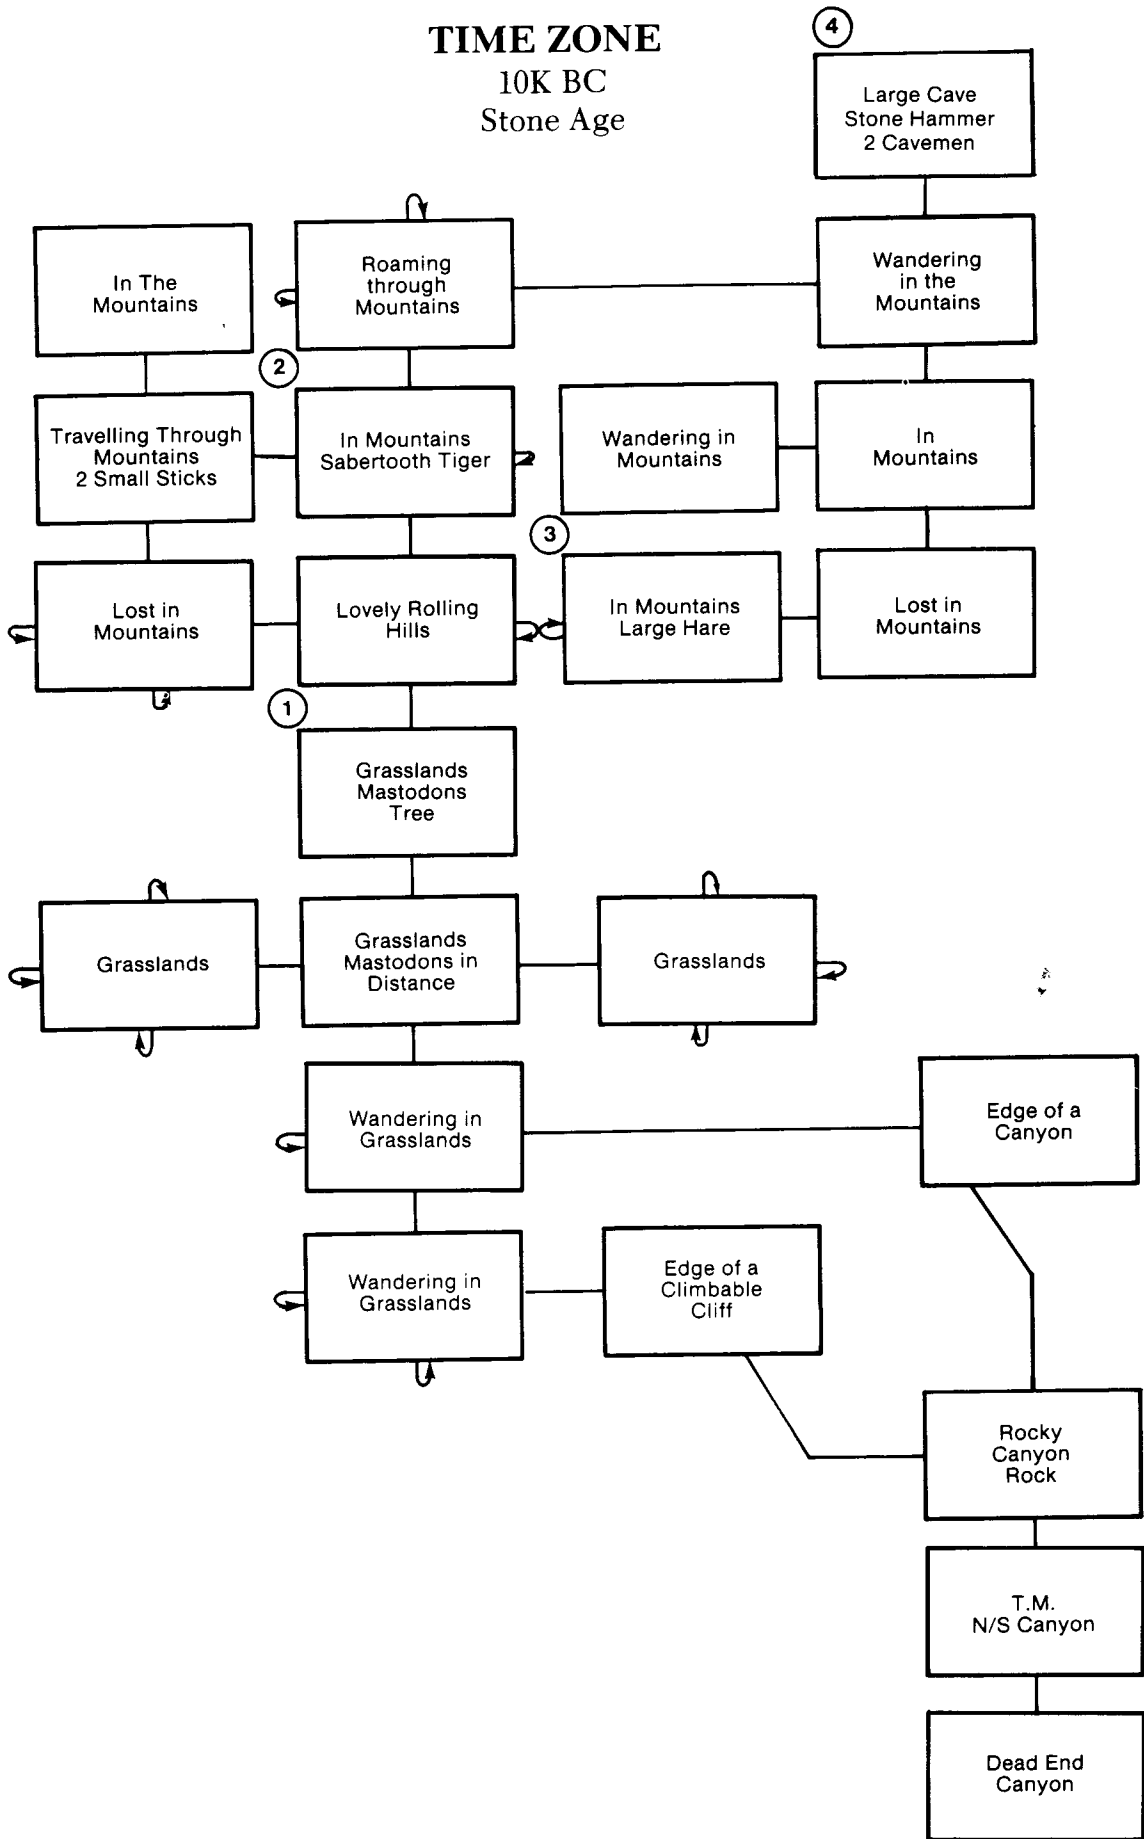 TIME ZONE
10K BC
Stone Age
4
Large Cave
Stone Hammer
2 Cavemen
In The
Mountains
Roaming
through
Mountains
Wandering
in the
Mountains
2
Travelling Through
Mountains
2 Small Sticks
In Mountains
Sabertooth Tiger
Wandering in
Mountains
In
Mountains
3
Lost in
Mountains
Lovely Rolling
Hills
In Mountains
Large Hare
Lost in
Mountains
1
Grasslands
Mastodons
Tree
Grasslands
Grasslands
Mastodons in
Distance
Grasslands
Wandering in
Grasslands
Edge of a
Canyon
Wandering in
Grasslands
Edge of a
Climbable
Cliff
Rocky
Canyon
Rock
T.M.
N/S Canyon
Dead End
Canyon